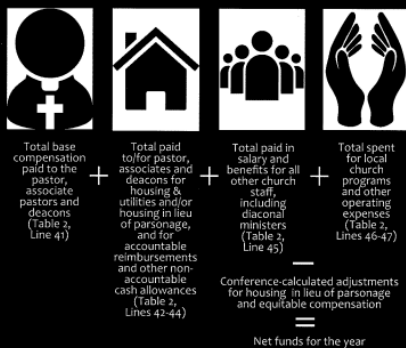 Total base
compensation
paid to the
pastor,
associate
pastors and
deacons
(Table 2,
Line 41)
+
Total paid
to/for pastor,
associates and
deacons for
housing &
utilities and/or
housing in lieu
of parsonage,
and for
accountable
reimbursements
and other non-
accountable
cash allowances
(Table 2,
Lines 42-44)
+
Total paid in
salary and
benefits for all
other church
staff,
including
diaconal
ministers
(Table 2,
Line 45)
+
Total spent
for local
church
programs
and other
operating
expenses
(Table 2,
Lines 46-47)
−
Conference-calculated adjustments
for housing in lieu of parsonage
and equitable compensation
=
Net funds for the year